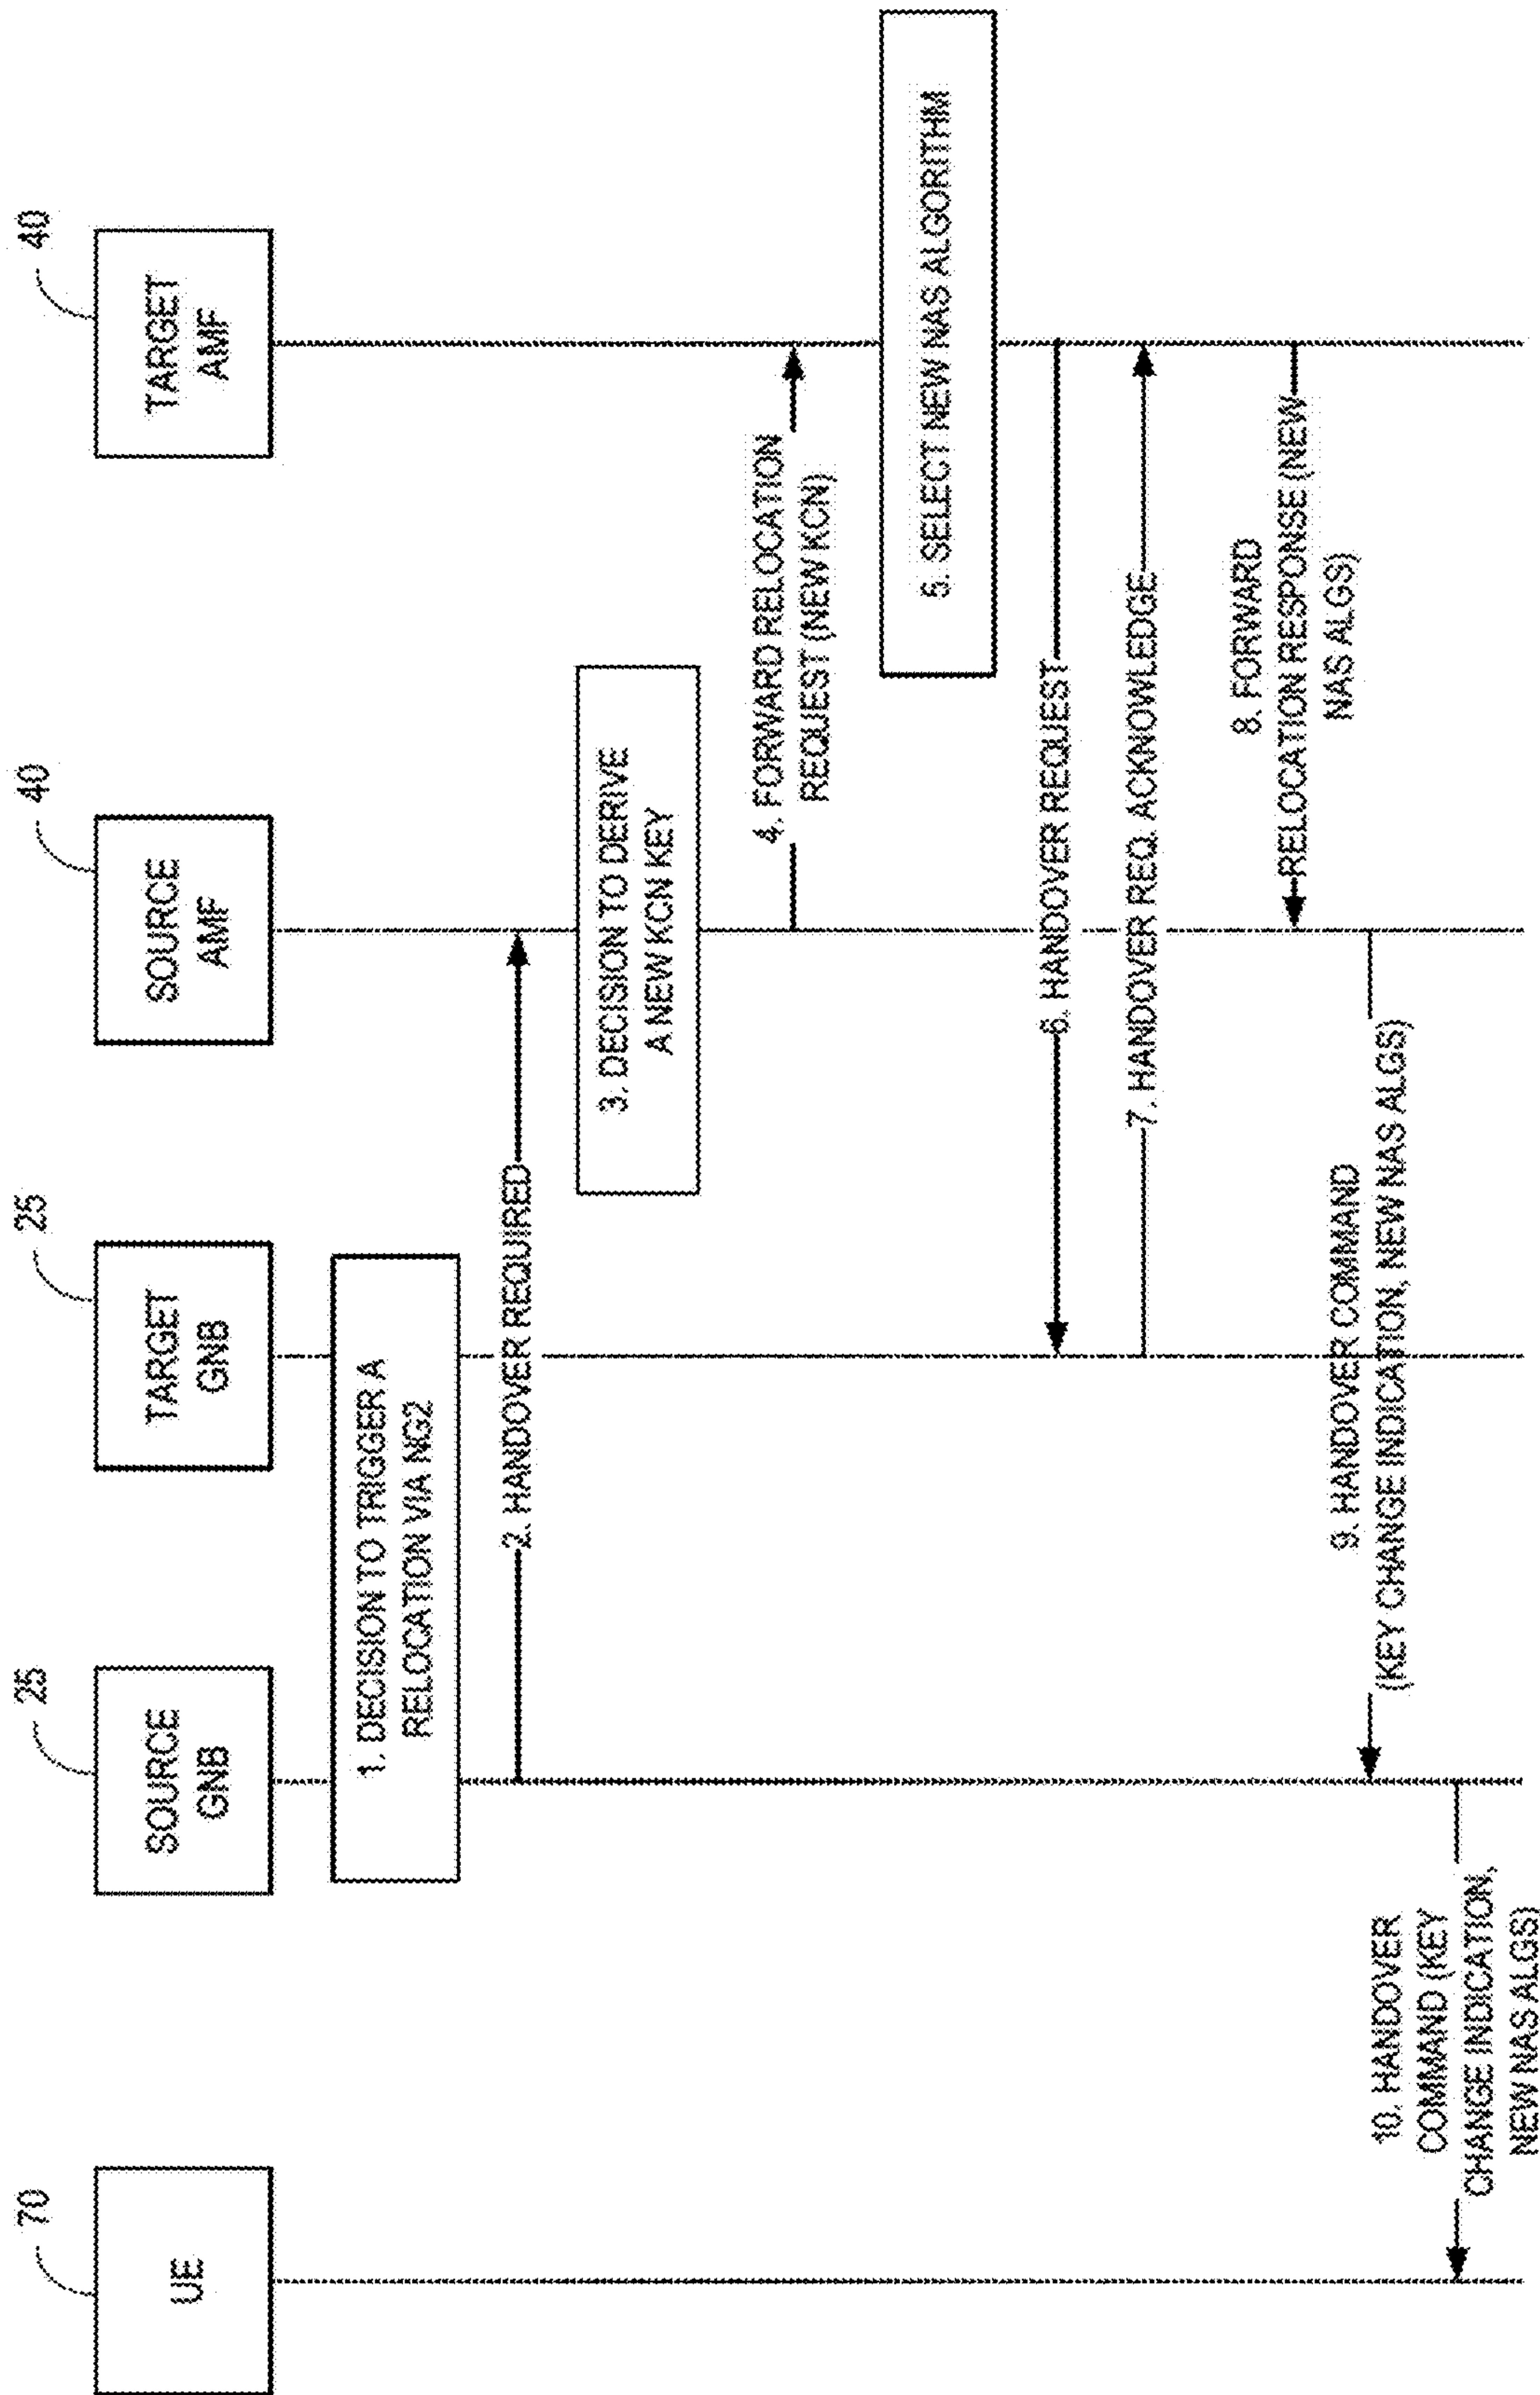 70
25
25
40
40
UE
SOURCE
GNB
TARGET
GNB
SOURCE
AMF
TARGET
AMF
1. DECISION TO TRIGGER A
RELOCATION VIA NG2
2. HANDOVER REQUIRED
3. DECISION TO DERIVE
A NEW KCN KEY
4. FORWARD RELOCATION
REQUEST (NEW KCN)
5. SELECT NEW NAS ALGORITHM
6. HANDOVER REQUEST
7. HANDOVER REQ. ACKNOWLEDGE
8. FORWARD
RELOCATION RESPONSE (NEW
NAS ALGS)
9. HANDOVER COMMAND
(KEY CHANGE INDICATION, NEW NAS ALGS)
10. HANDOVER
COMMAND (KEY
CHANGE INDICATION,
NEW NAS ALGS)